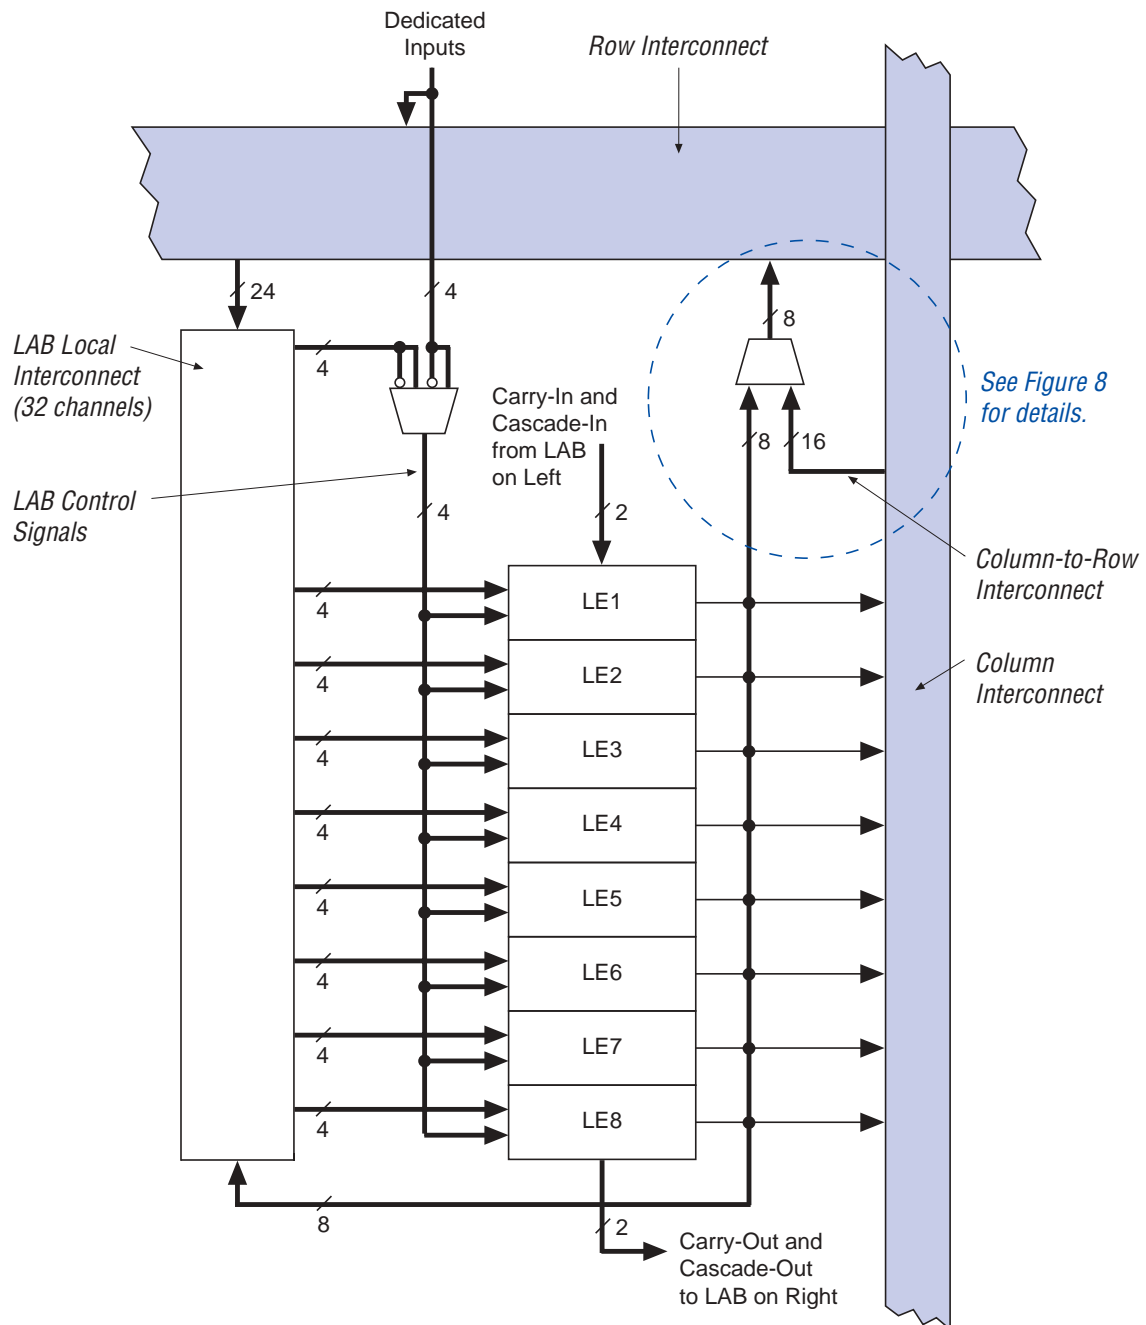 Dedicated
Inputs
Row Interconnect
24
4
8
LAB Local
Interconnect
(32 channels)
4
Carry-In and
Cascade-In
from LAB
on Left
See Figure 8
for details.
8
16
LAB Control
Signals
4
2
Column-to-Row
Interconnect
4
LE1
4
LE2
Column
Interconnect
4
LE3
4
LE4
4
LE5
4
LE6
4
LE7
4
LE8
8
2
Carry-Out and
Cascade-Out
to LAB on Right